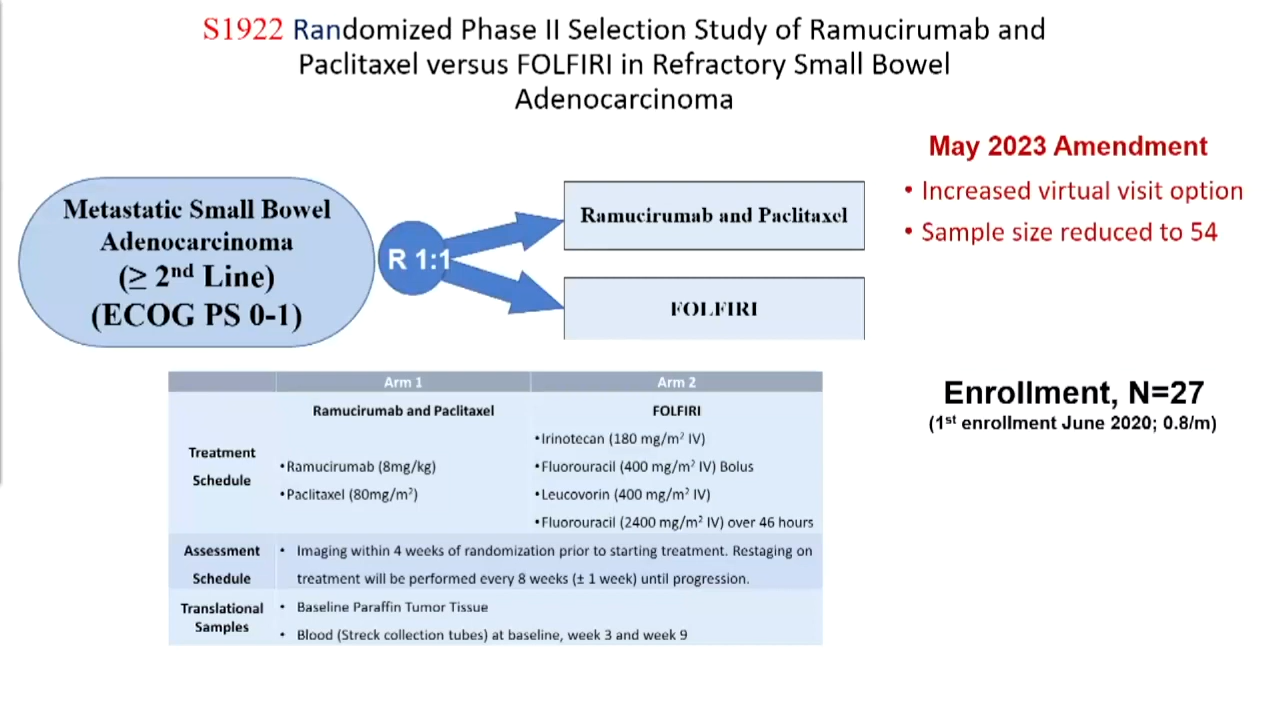 S1922 Randomized Phase II Selection Study of Ramucirumab and
Paclitaxel versus FOLFIRI in Refractory Small Bowel
Adenocarcinoma
May 2023 Amendment
• Increased virtual visit option
• Sample size reduced to 54
Metastatic Small Bowel
Adenocarcinoma
(≥ 2nd Line)
(ECOG PS 0-1)
R 1:1
Ramucirumab and Paclitaxel
FOLFIRI
Enrollment, N=27
(1st enrollment June 2020; 0.8/m)
Arm 1
Arm 2
Treatment
Schedule
Ramucirumab and Paclitaxel
•Ramucirumab (8mg/kg)
•Paclitaxel (80mg/m²)
FOLFIRI
•Irinotecan (180 mg/m² IV)
•Fluorouracil (400 mg/m² IV) Bolus
•Leucovorin (400 mg/m² IV)
•Fluorouracil (2400 mg/m² IV) over 46 hours
Assessment
Schedule
• Imaging within 4 weeks of randomization prior to starting treatment. Restaging on
treatment will be performed every 8 weeks (± 1 week) until progression.
Translational
Samples
• Baseline Paraffin Tumor Tissue
• Blood (Streck collection tubes) at baseline, week 3 and week 9